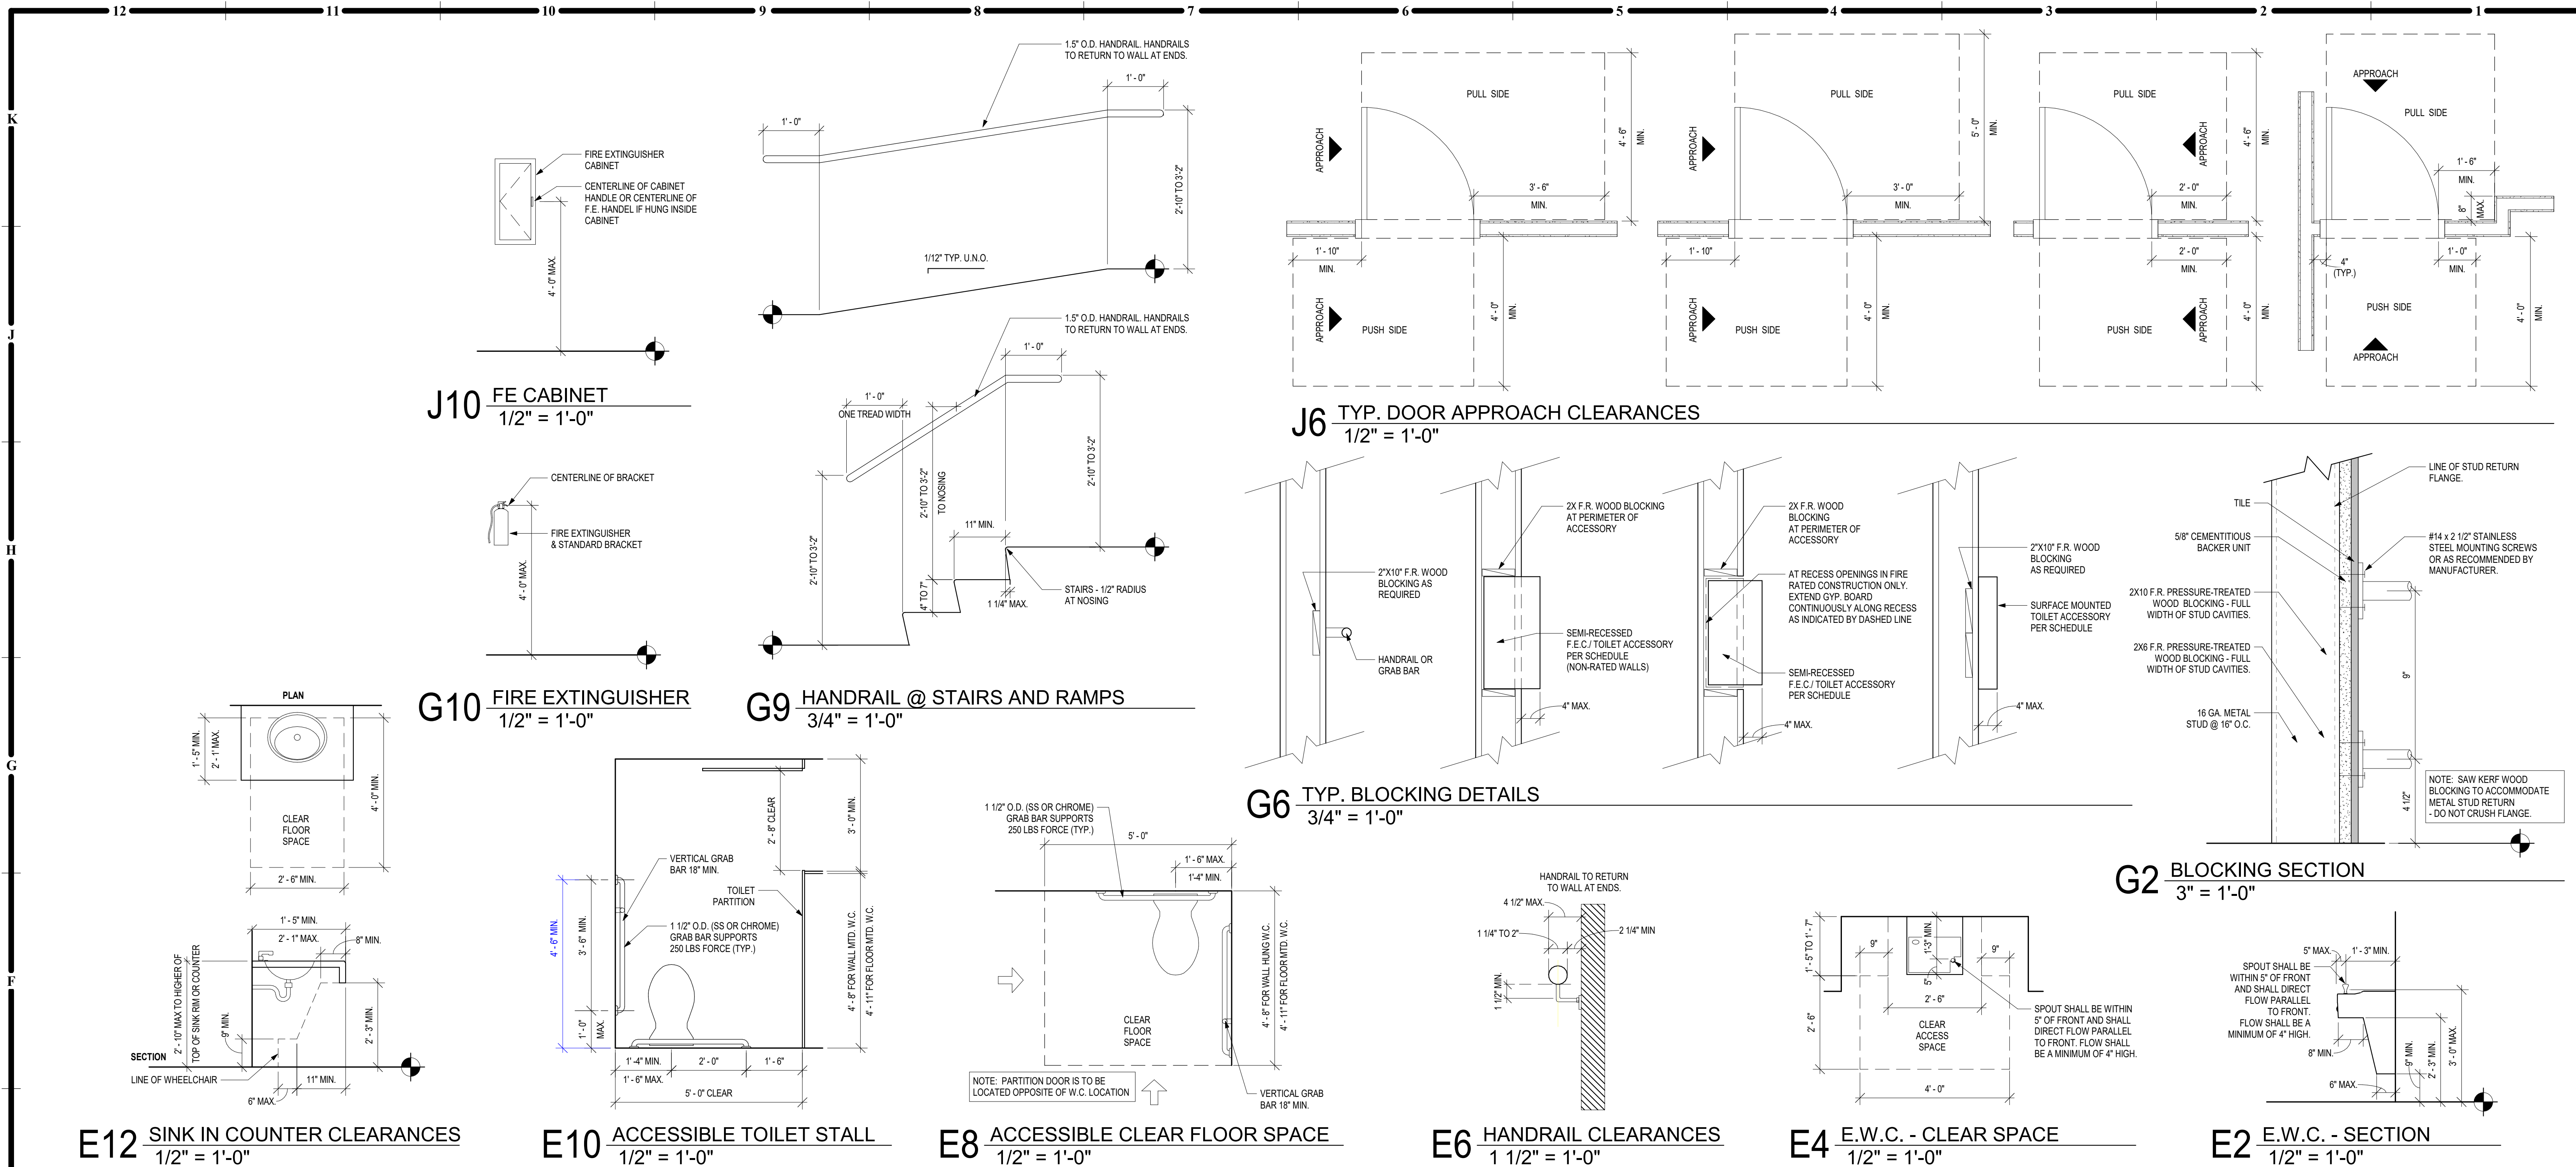 12
11
10
9
8
7
6
5
4
3
2
1
K
J
H
G
F
FIRE EXTINGUISHER
CABINET
CENTERLINE OF CABINET
HANDLE OR CENTERLINE OF
F.E. HANDEL IF HUNG INSIDE
CABINET
4' - 0" MAX.
J10 FE CABINET
1/2" = 1'-0"
CENTERLINE OF BRACKET
FIRE EXTINGUISHER
& STANDARD BRACKET
4' - 0" MAX.
G10 FIRE EXTINGUISHER
1/2" = 1'-0"
1.5" O.D. HANDRAIL. HANDRAILS
TO RETURN TO WALL AT ENDS.
1' - 0"
1' - 0"
2'-10" TO 3'-2"
1/12" TYP. U.N.O.
1.5" O.D. HANDRAIL. HANDRAILS
TO RETURN TO WALL AT ENDS.
1' - 0"
1' - 0"
ONE TREAD WIDTH
2'-10" TO 3'-2"
2'-10" TO 3'-2"
TO NOSING
2'-10" TO 3'-2"
11" MIN.
4" TO 7"
1 1/4" MAX.
STAIRS - 1/2" RADIUS
AT NOSING
G9 HANDRAIL @ STAIRS AND RAMPS
3/4" = 1'-0"
PULL SIDE
APPROACH
4' - 6"
MIN.
3' - 6"
MIN.
1' - 10"
MIN.
APPROACH
PUSH SIDE
4' - 0"
MIN.
PULL SIDE
APPROACH
5' - 0"
MIN.
3' - 0"
MIN.
1' - 10"
APPROACH
PUSH SIDE
4' - 0"
MIN.
PULL SIDE
APPROACH
4' - 6"
MIN.
2' - 0"
MIN.
2' - 0"
MIN.
PUSH SIDE
APPROACH
4' - 0"
MIN.
APPROACH
PULL SIDE
1' - 6"
MIN.
8"
MAX.
1' - 0"
MIN.
4"
(TYP.)
PUSH SIDE
APPROACH
4' - 0"
MIN.
J6 TYP. DOOR APPROACH CLEARANCES
1/2" = 1'-0"
2"X10" F.R. WOOD
BLOCKING AS
REQUIRED
HANDRAIL OR
GRAB BAR
2X F.R. WOOD BLOCKING
AT PERIMETER OF
ACCESSORY
SEMI-RECESSED
F.E.C./ TOILET ACCESSORY
PER SCHEDULE
(NON-RATED WALLS)
4" MAX.
2X F.R. WOOD
BLOCKING
AT PERIMETER OF
ACCESSORY
AT RECESS OPENINGS IN FIRE
RATED CONSTRUCTION ONLY.
EXTEND GYP. BOARD
CONTINUOUSLY ALONG RECESS
AS INDICATED BY DASHED LINE
SEMI-RECESSED
F.E.C./ TOILET ACCESSORY
PER SCHEDULE
4" MAX.
2"X10" F.R. WOOD
BLOCKING
AS REQUIRED
SURFACE MOUNTED
TOILET ACCESSORY
PER SCHEDULE
4" MAX.
G6 TYP. BLOCKING DETAILS
3/4" = 1'-0"
LINE OF STUD RETURN
FLANGE.
TILE
5/8" CEMENTITIOUS
BACKER UNIT
#14 x 2 1/2" STAINLESS
STEEL MOUNTING SCREWS
OR AS RECOMMENDED BY
MANUFACTURER.
2X10 F.R. PRESSURE-TREATED
WOOD BLOCKING - FULL
WIDTH OF STUD CAVITIES.
2X6 F.R. PRESSURE-TREATED
WOOD BLOCKING - FULL
WIDTH OF STUD CAVITIES.
16 GA. METAL
STUD @ 16" O.C.
9"
4 1/2"
NOTE: SAW KERF WOOD
BLOCKING TO ACCOMMODATE
METAL STUD RETURN
- DO NOT CRUSH FLANGE.
G2 BLOCKING SECTION
3" = 1'-0"
PLAN
1' - 5" MIN.
2' - 1" MAX.
4' - 0" MIN.
CLEAR
FLOOR
SPACE
2' - 6" MIN.
1' - 5" MIN.
2' - 1" MAX.
8" MIN.
2' - 10" MAX TO HIGHER OF
TOP OF SINK RIM OR COUNTER
9" MIN.
2' - 3" MIN.
SECTION
LINE OF WHEELCHAIR
11" MIN.
6" MAX.
E12 SINK IN COUNTER CLEARANCES
1/2" = 1'-0"
2' - 8" CLEAR
3' - 0" MIN.
VERTICAL GRAB
BAR 18" MIN.
TOILET
PARTITION
1 1/2" O.D. (SS OR CHROME)
GRAB BAR SUPPORTS
250 LBS FORCE (TYP.)
4' - 6" MIN.
3' - 6" MIN.
1' - 0"
MAX.
4' - 8" FOR WALL MTD. W.C.
4' - 11" FOR FLOOR MTD. W.C.
1' -4" MIN.
2' - 0"
1' - 6"
1' - 6" MAX.
5' - 0" CLEAR
E10 ACCESSIBLE TOILET STALL
1/2" = 1'-0"
1 1/2" O.D. (SS OR CHROME)
GRAB BAR SUPPORTS
250 LBS FORCE (TYP.)
5' - 0"
1' - 6" MAX.
1'-4" MIN.
CLEAR
FLOOR
SPACE
4' - 8" FOR WALL HUNG W.C.
4' - 11" FOR FLOOR MTD. W.C.
NOTE: PARTITION DOOR IS TO BE
LOCATED OPPOSITE OF W.C. LOCATION
VERTICAL GRAB
BAR 18" MIN.
E8 ACCESSIBLE CLEAR FLOOR SPACE
1/2" = 1'-0"
HANDRAIL TO RETURN
TO WALL AT ENDS.
4 1/2" MAX.
1 1/4" TO 2"
2 1/4" MIN
1 1/2" MIN.
E6 HANDRAIL CLEARANCES
1 1/2" = 1'-0"
1' - 5" TO 1' - 7"
9"
1'-3" MIN.
9"
5"
2' - 6"
2' - 6"
CLEAR
ACCESS
SPACE
4' - 0"
SPOUT SHALL BE WITHIN
5" OF FRONT AND SHALL
DIRECT FLOW PARALLEL
TO FRONT. FLOW SHALL
BE A MINIMUM OF 4" HIGH.
E4 E.W.C. - CLEAR SPACE
1/2" = 1'-0"
5" MAX.
1' - 3" MIN.
SPOUT SHALL BE
WITHIN 5" OF FRONT
AND SHALL DIRECT
FLOW PARALLEL
TO FRONT.
FLOW SHALL BE A
MINIMUM OF 4" HIGH.
8" MIN.
6" MAX.
9" MIN.
2' - 3" MIN.
3' - 0" MAX
E2 E.W.C. - SECTION
1/2" = 1'-0"